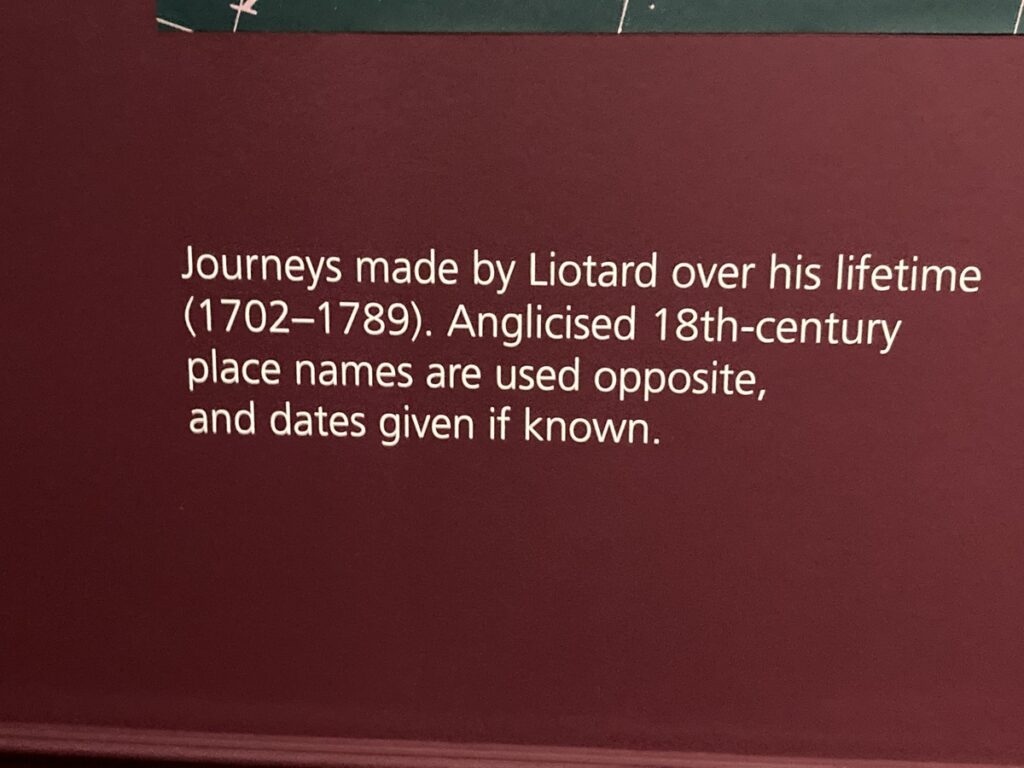 Journeys made by Liotard over his lifetime
(1702–1789). Anglicised 18th-century
place names are used opposite,
and dates given if known.